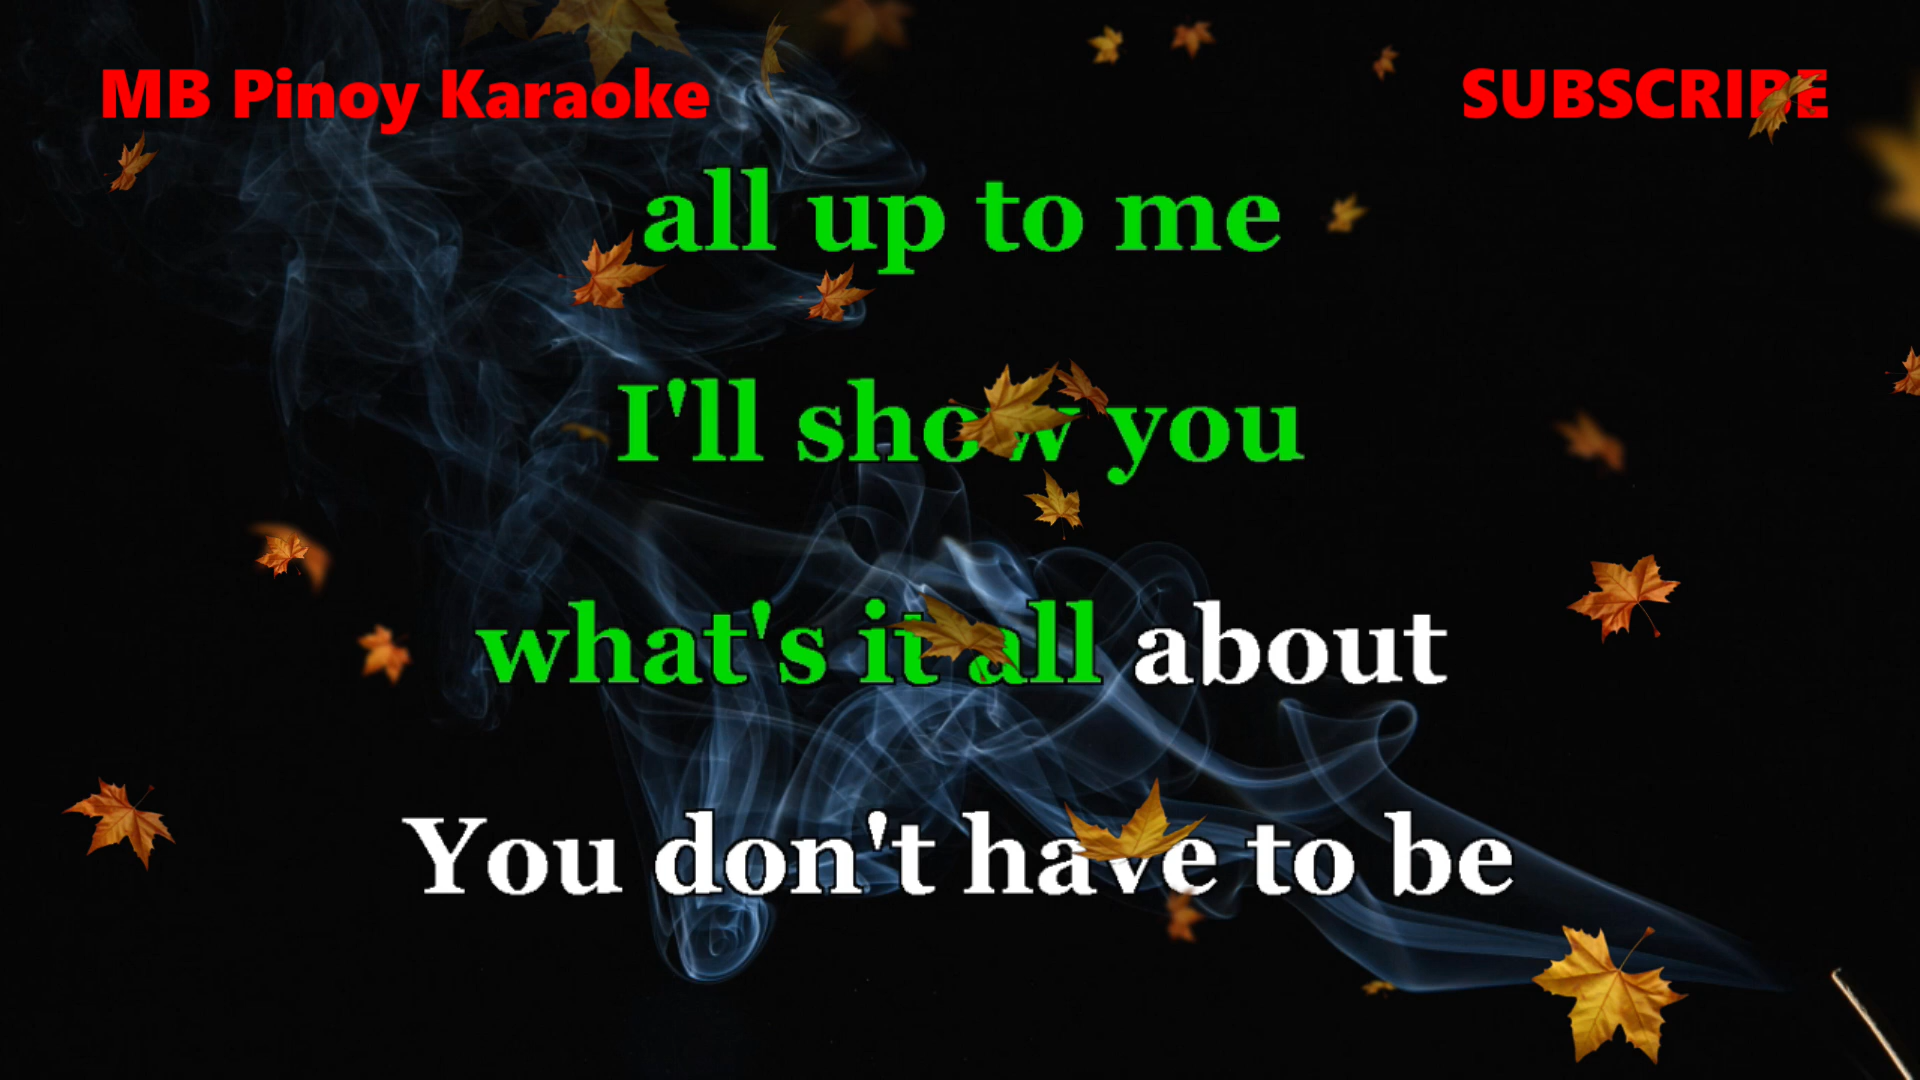 MB Pinoy Karaoke
SUBSCRIBE
all up to me
I'll show you
what's it all about
You don't have to be